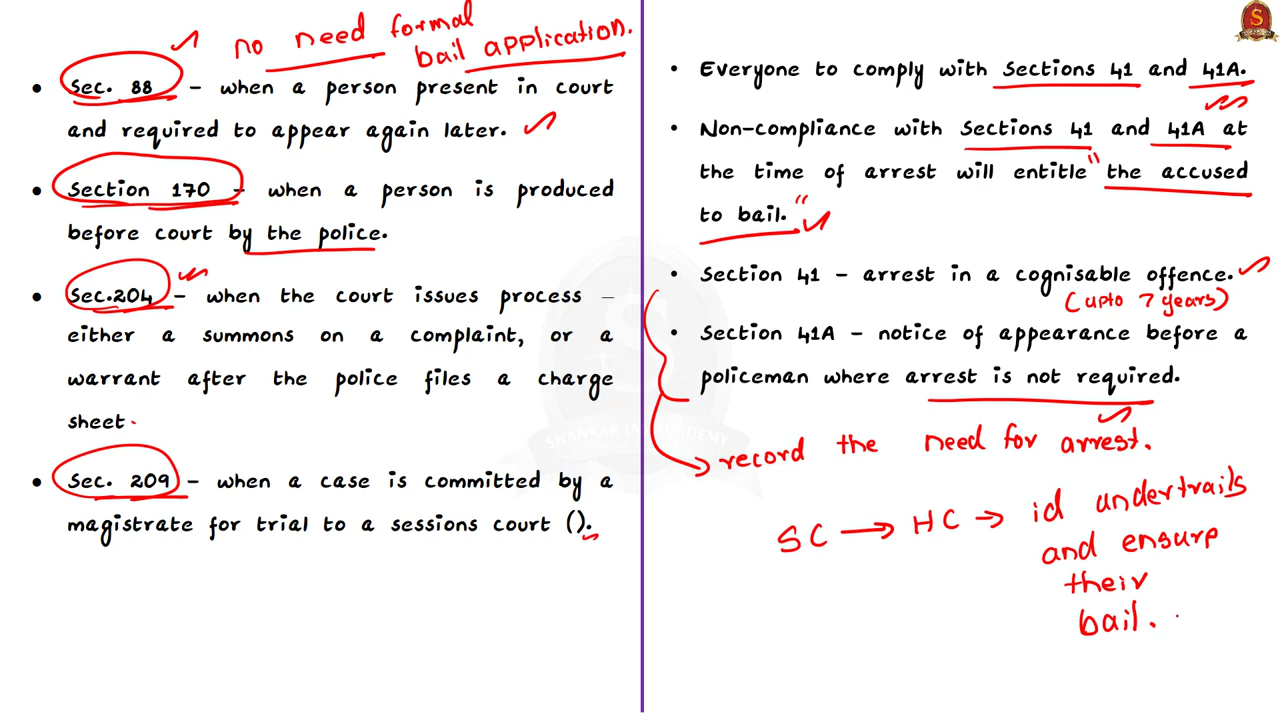 no need formal
bail application.
• Sec. 88 – when a person present in court
and required to appear again later.
• Section 170 – when a person is produced
before court by the police.
• Sec.204 – when the court issues process –
either a summons on a complaint, or a
warrant after the police files a charge
sheet.
• Sec. 209 – when a case is committed by a
magistrate for trial to a sessions court ().
• Everyone to comply with Sections 41 and 41A.
• Non-compliance with Sections 41 and 41A at
the time of arrest will entitle "the accused
to bail."
• Section 41 – arrest in a cognisable offence.
(upto 7 years)
• Section 41A – notice of appearance before a
policeman where arrest is not required.
→ record the need for arrest.
SC → HC → id undertrails
and ensure
their
bail.
SHANKAR IAS ACADEMY
S